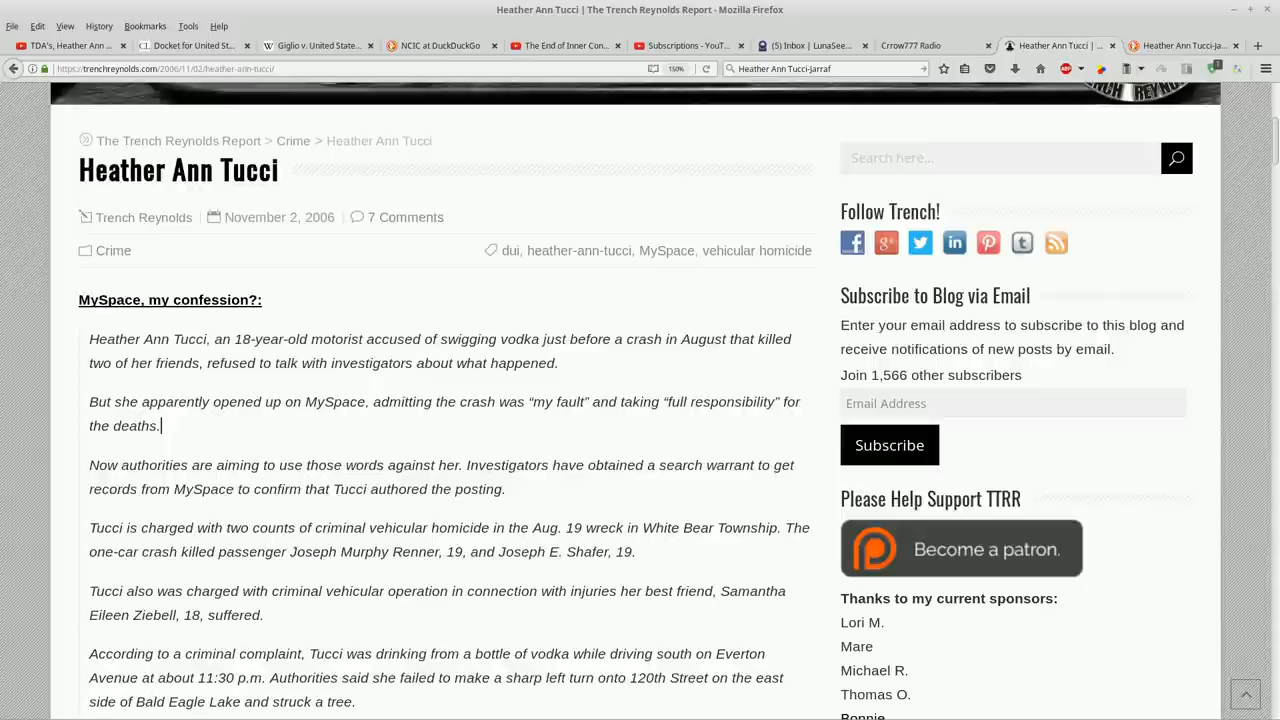 Heather Ann Tucci | The Trench Reynolds Report - Mozilla Firefox
File Edit View History Bookmarks Tools Help
TDA's, Heather Ann ... Docket for United St... Giglio v. United State... NCIC at DuckDuckGo The End of Inner Con... Subscriptions - YouT... (5) Inbox | LunaSee... Crrow777 Radio Heather Ann Tucci | ... Heather Ann Tucci-Ja...
https://trenchreynolds.com/2006/11/02/heather-ann-tucci/ 150% Heather Ann Tucci-Jarraf
The Trench Reynolds Report > Crime > Heather Ann Tucci
Heather Ann Tucci
Trench Reynolds November 2, 2006 7 Comments
Crime dui, heather-ann-tucci, MySpace, vehicular homicide
MySpace, my confession?:
Heather Ann Tucci, an 18-year-old motorist accused of swigging vodka just before a crash in August that killed
two of her friends, refused to talk with investigators about what happened.
But she apparently opened up on MySpace, admitting the crash was “my fault” and taking “full responsibility” for
the deaths.
Now authorities are aiming to use those words against her. Investigators have obtained a search warrant to get
records from MySpace to confirm that Tucci authored the posting.
Tucci is charged with two counts of criminal vehicular homicide in the Aug. 19 wreck in White Bear Township. The
one-car crash killed passenger Joseph Murphy Renner, 19, and Joseph E. Shafer, 19.
Tucci also was charged with criminal vehicular operation in connection with injuries her best friend, Samantha
Eileen Ziebell, 18, suffered.
According to a criminal complaint, Tucci was drinking from a bottle of vodka while driving south on Everton
Avenue at about 11:30 p.m. Authorities said she failed to make a sharp left turn onto 120th Street on the east
side of Bald Eagle Lake and struck a tree.
Search here...
Follow Trench!
Subscribe to Blog via Email
Enter your email address to subscribe to this blog and
receive notifications of new posts by email.
Join 1,566 other subscribers
Email Address
Subscribe
Please Help Support TTRR
Become a patron.
Thanks to my current sponsors:
Lori M.
Mare
Michael R.
Thomas O.
Bonnie